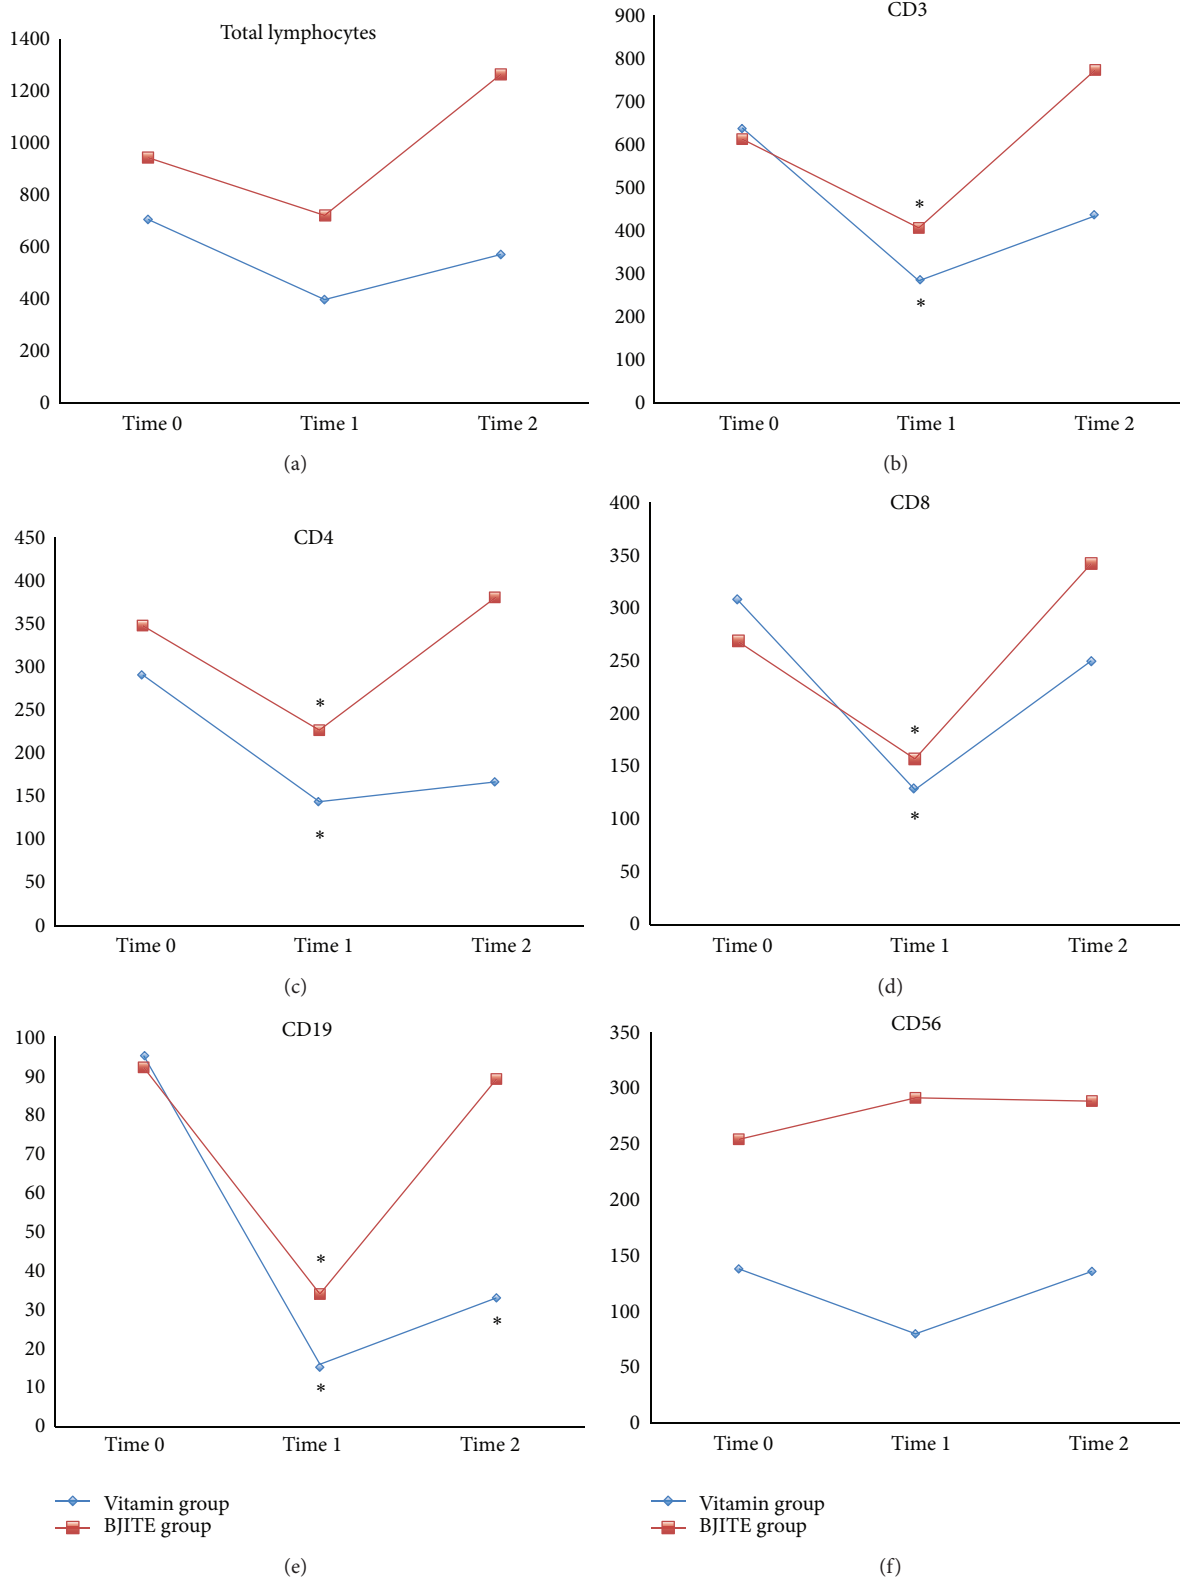 Total lymphocytes
1400
1200
1000
800
600
400
200
0
Time 0 Time 1 Time 2
(a)
CD3
900
800
700
600
500
400
300
200
100
0
*
*
Time 0 Time 1 Time 2
(b)
CD4
450
400
350
300
250
200
150
100
50
0
*
*
Time 0 Time 1 Time 2
(c)
CD8
400
350
300
250
200
150
100
50
0
*
*
Time 0 Time 1 Time 2
(d)
CD19
100
90
80
70
60
50
40
30
20
10
0
*
*
*
Time 0 Time 1 Time 2
Vitamin group
BJITE group
(e)
CD56
350
300
250
200
150
100
50
0
Time 0 Time 1 Time 2
Vitamin group
BJITE group
(f)